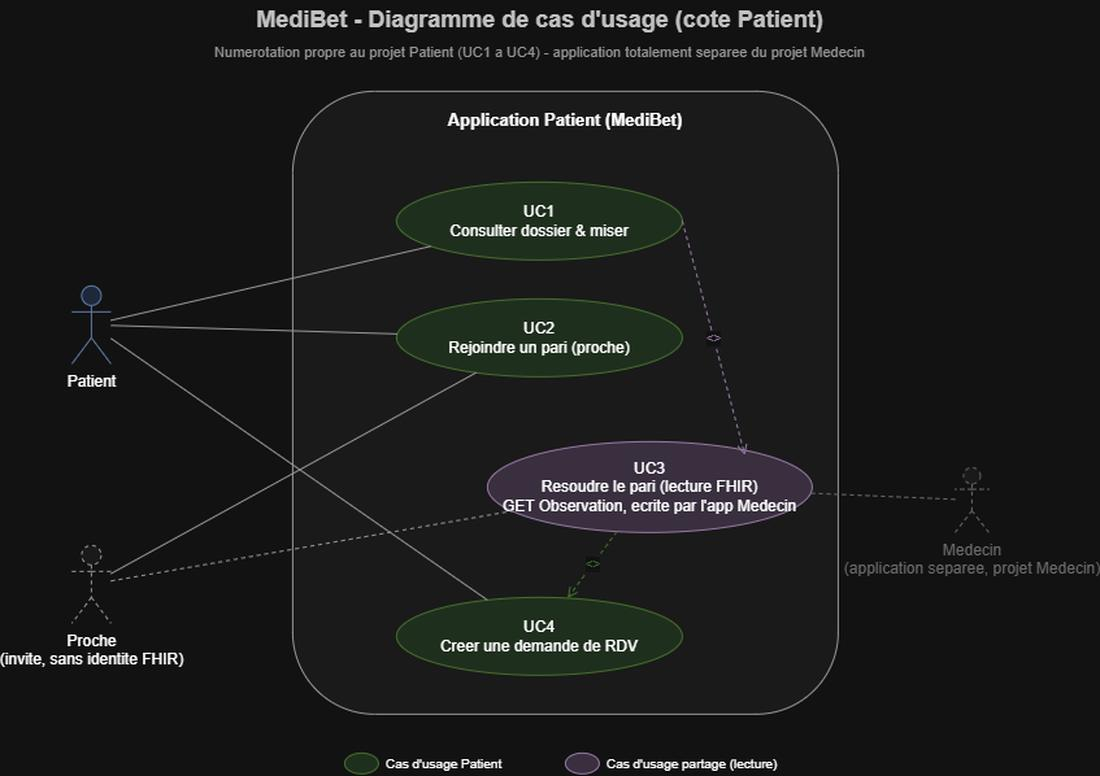 MediBet - Diagramme de cas d'usage (cote Patient)
Numerotation propre au projet Patient (UC1 a UC4) - application totalement separee du projet Medecin
Application Patient (MediBet)
UC1
Consulter dossier & miser
UC2
Rejoindre un pari (proche)
<>
Patient
UC3
Resoudre le pari (lecture FHIR)
GET Observation, ecrite par l'app Medecin
Medecin
(application separee, projet Medecin)
<>
UC4
Creer une demande de RDV
Proche
(invite, sans identite FHIR)
Cas d'usage Patient
Cas d'usage partage (lecture)